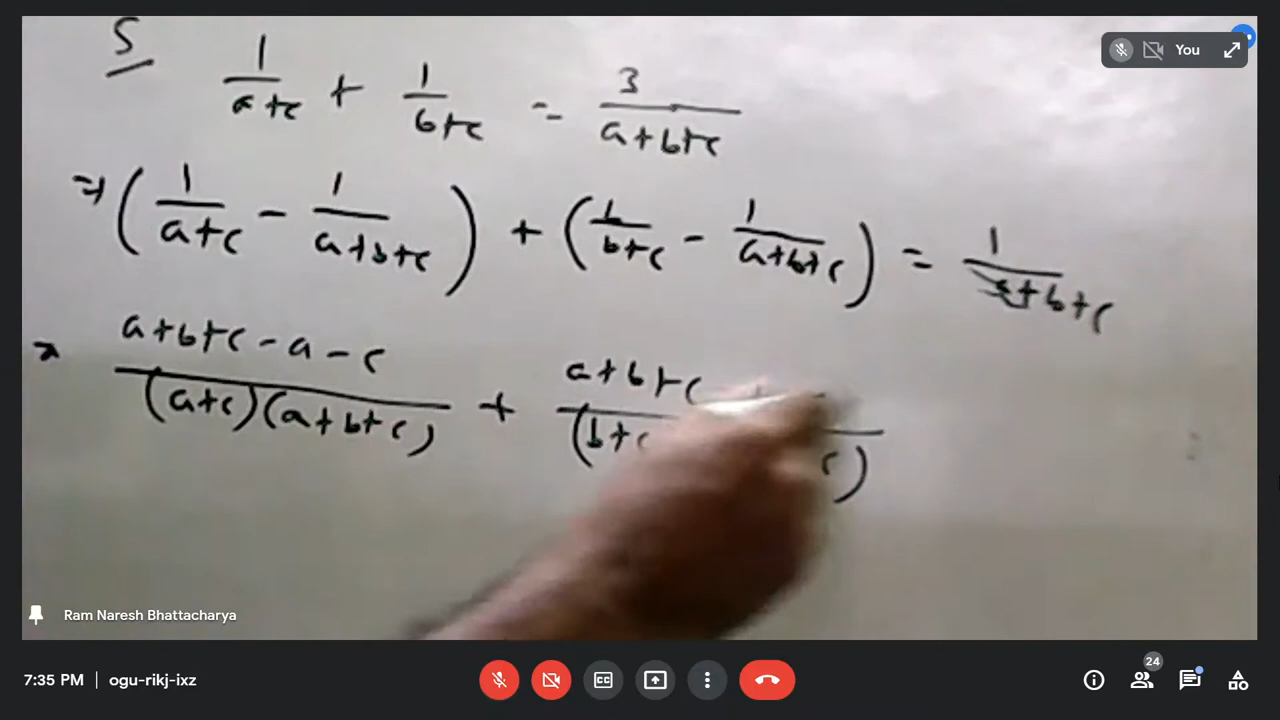 You
5
1/(a+c) + 1/(b+c) = 3/(a+b+c)
⇒ (1/(a+c) - 1/(a+b+c)) + (1/(b+c) - 1/(a+b+c)) = 1/(a+b+c)
⇒ (a+b+c-a-c)/((a+c)(a+b+c)) + (a+b+c)/((b+c c)
Ram Naresh Bhattacharya
24
7:35 PM | ogu-rikj-ixz
CC